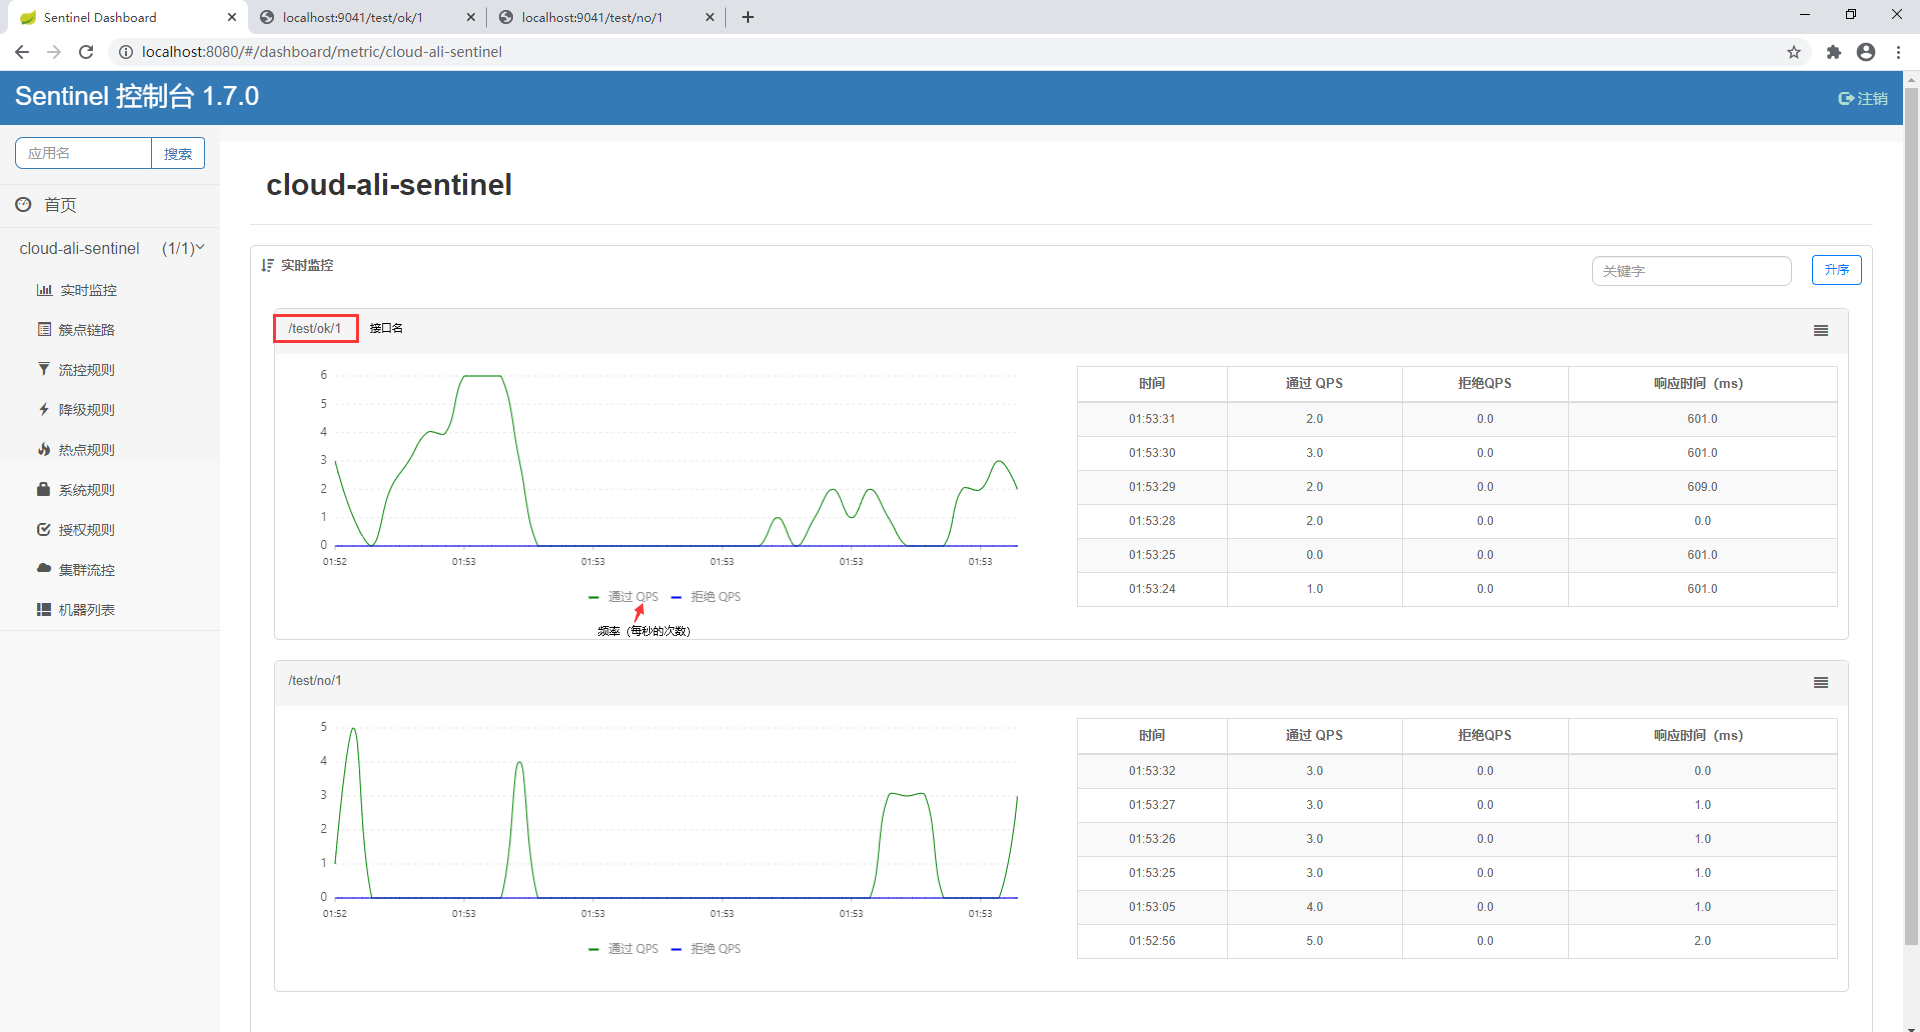 Sentinel Dashboard
localhost:9041/test/ok/1
localhost:9041/test/no/1
localhost:8080/#/dashboard/metric/cloud-ali-sentinel
Sentinel 控制台 1.7.0
注销
应用名
搜索
首页
cloud-ali-sentinel (1/1)
实时监控
簇点链路
流控规则
降级规则
热点规则
系统规则
授权规则
集群流控
机器列表
cloud-ali-sentinel
实时监控
关键字
升序
/test/ok/1 接口名
6
5
4
3
2
1
0
01:52 01:53 01:53 01:53 01:53 01:53
通过 QPS 拒绝 QPS
频率（每秒的次数）
时间 通过 QPS 拒绝QPS 响应时间（ms）
01:53:31 2.0 0.0 601.0
01:53:30 3.0 0.0 601.0
01:53:29 2.0 0.0 609.0
01:53:28 2.0 0.0 0.0
01:53:25 0.0 0.0 601.0
01:53:24 1.0 0.0 601.0
/test/no/1
5
4
3
2
1
0
01:52 01:53 01:53 01:53 01:53 01:53
通过 QPS 拒绝 QPS
时间 通过 QPS 拒绝QPS 响应时间（ms）
01:53:32 3.0 0.0 0.0
01:53:27 3.0 0.0 1.0
01:53:26 3.0 0.0 1.0
01:53:25 3.0 0.0 1.0
01:53:05 4.0 0.0 1.0
01:52:56 5.0 0.0 2.0